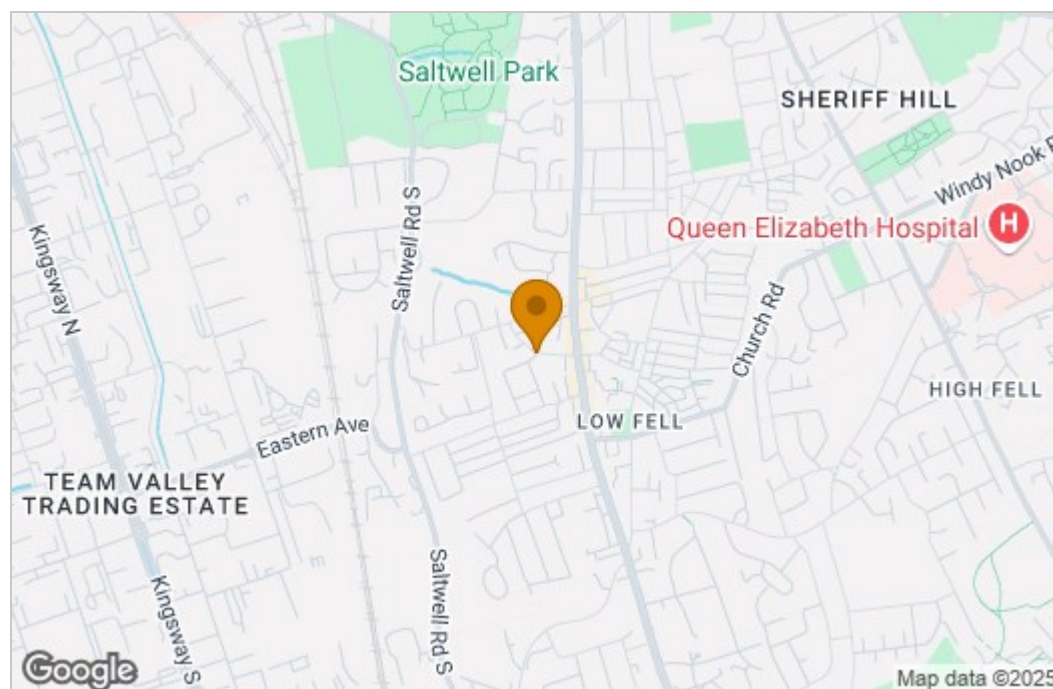 Saltwell Park
SHERIFF HILL
Windy Nook R
Queen Elizabeth Hospital
H
Kingsway N
Saltwell Rd S
Church Rd
HIGH FELL
LOW FELL
Eastern Ave
TEAM VALLEY
TRADING ESTATE
Kingsway S
Saltwell Rd S
Google
Map data ©2025